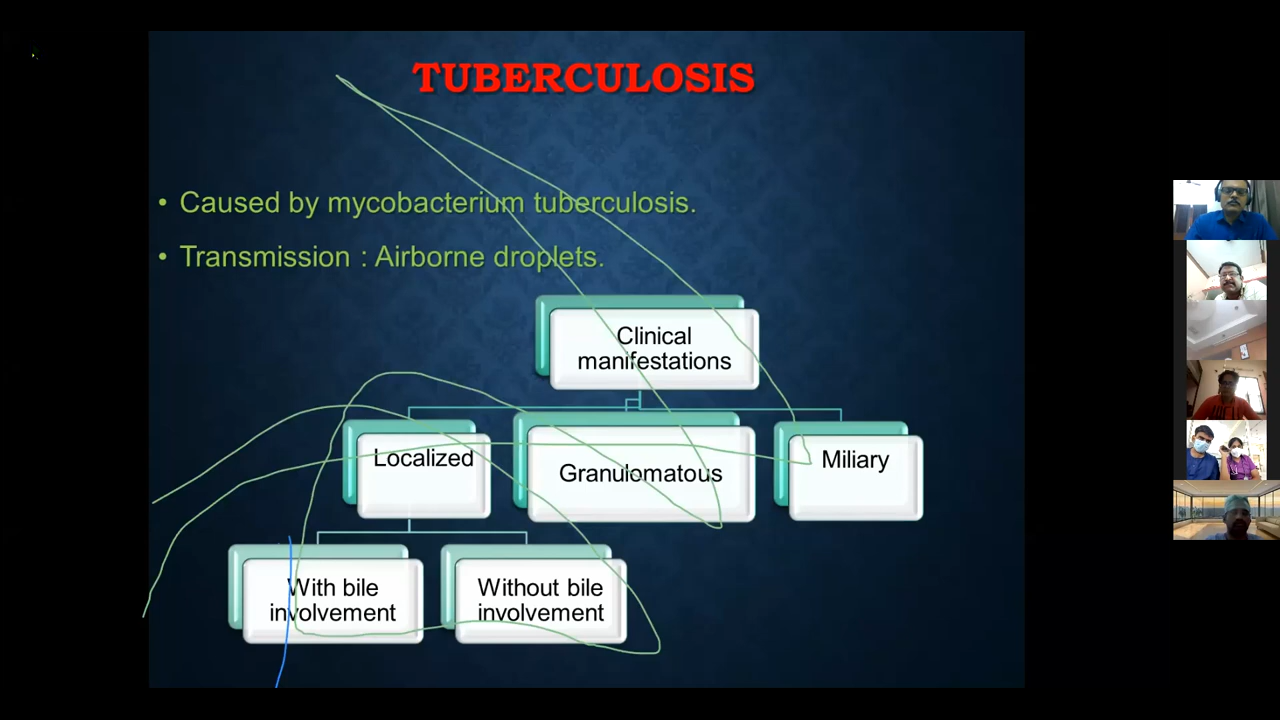 TUBERCULOSIS
• Caused by mycobacterium tuberculosis.
• Transmission : Airborne droplets.
Clinical
manifestations
Localized
Granulomatous
Miliary
With bile
involvement
Without bile
involvement